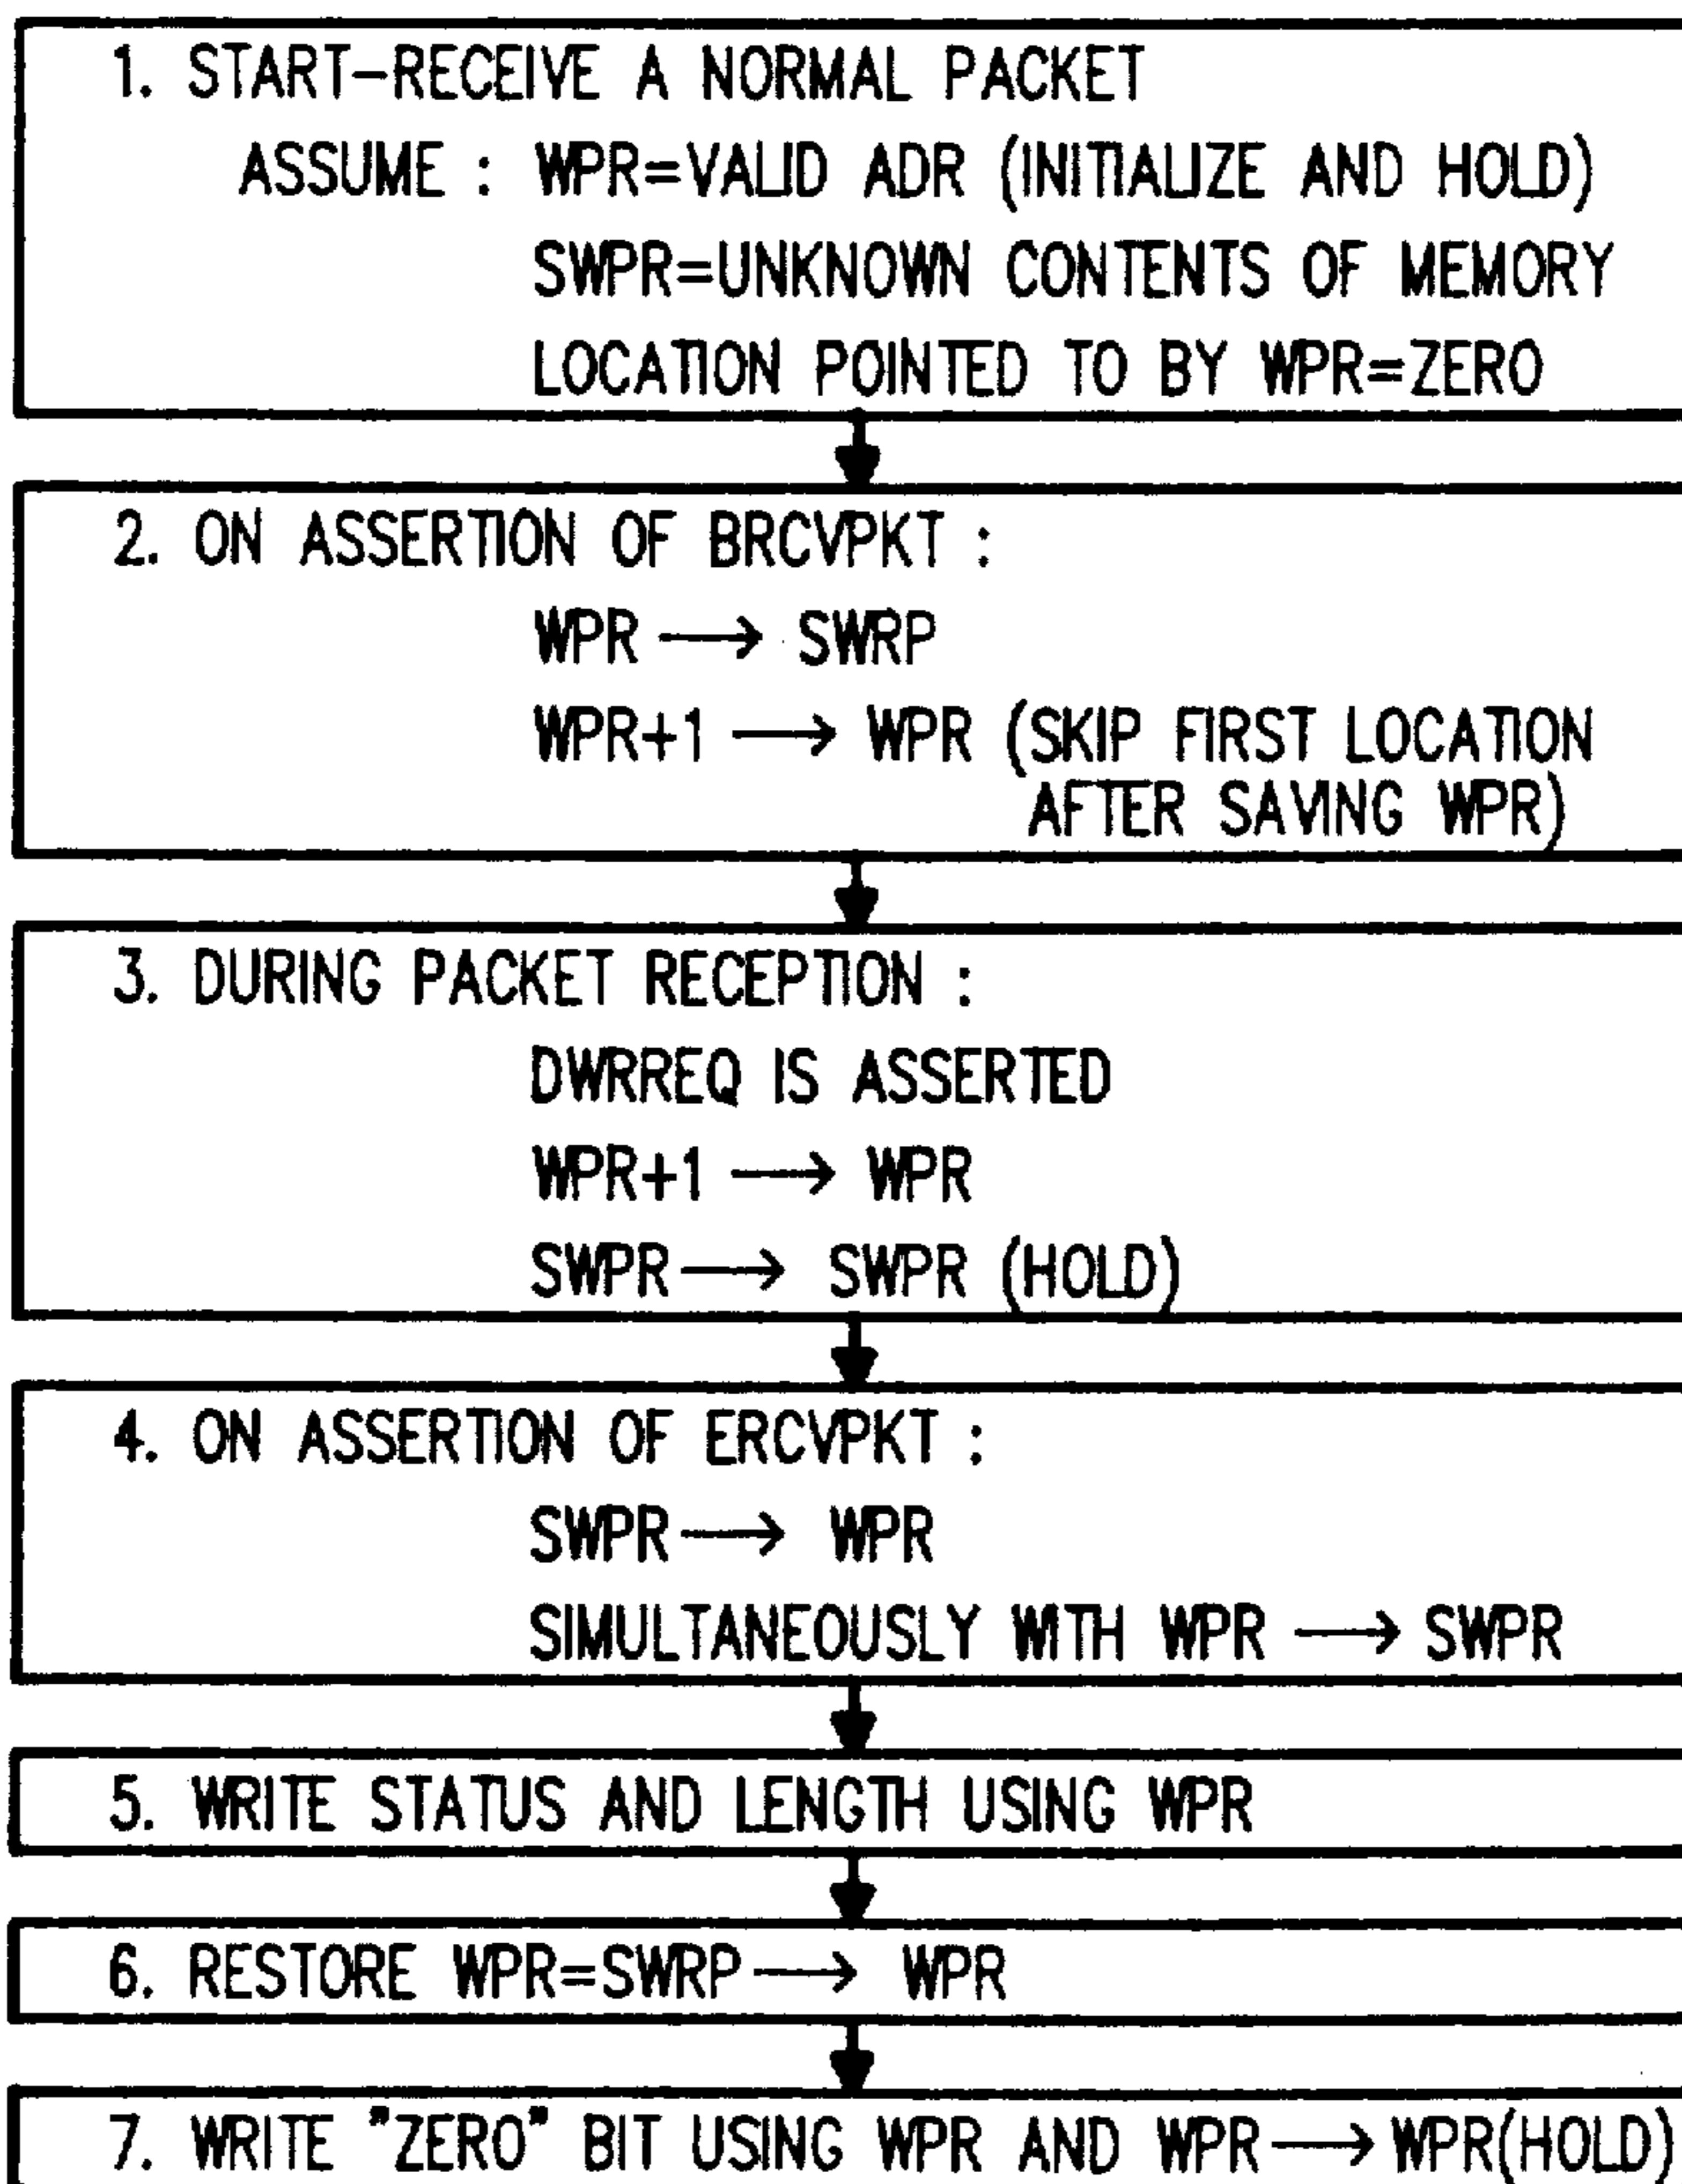 1. START-RECEIVE A NORMAL PACKET
ASSUME : WPR=VALID ADR (INITIALIZE AND HOLD)
SWPR=UNKNOWN CONTENTS OF MEMORY
LOCATION POINTED TO BY WPR=ZERO
2. ON ASSERTION OF BRCVPKT :
WPR → SWRP
WPR+1 → WPR (SKIP FIRST LOCATION
AFTER SAVING WPR)
3. DURING PACKET RECEPTION :
DWRREQ IS ASSERTED
WPR+1 → WPR
SWPR → SWPR (HOLD)
4. ON ASSERTION OF ERCVPKT :
SWPR → WPR
SIMULTANEOUSLY WITH WPR → SWPR
5. WRITE STATUS AND LENGTH USING WPR
6. RESTORE WPR=SWRP → WPR
7. WRITE "ZERO" BIT USING WPR AND WPR → WPR(HOLD)